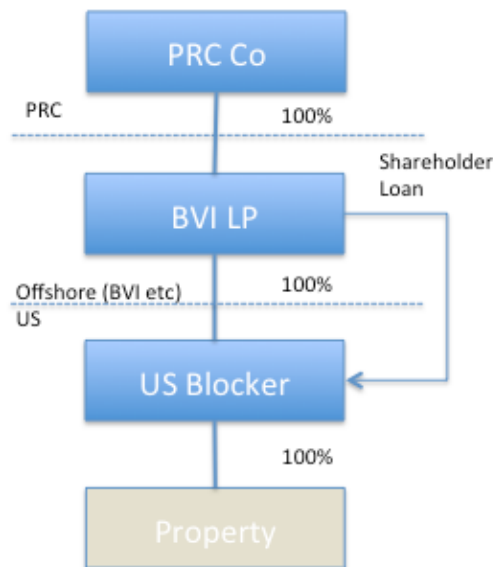 PRC Co
PRC
100%
Shareholder
Loan
BVI LP
Offshore (BVI etc)
100%
US
US Blocker
100%
Property